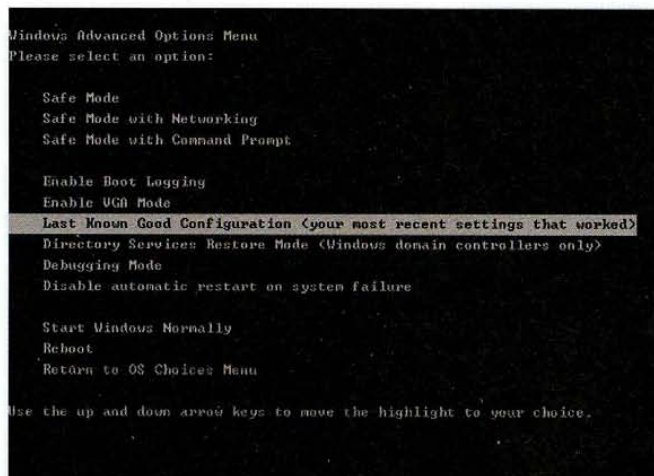 Windows Advanced Options Menu
Please select an option:
Safe Mode
Safe Mode with Networking
Safe Mode with Command Prompt
Enable Boot Logging
Enable VGA Mode
Last Known Good Configuration (your most recent settings that worked)
Directory Services Restore Mode (Windows domain controllers only)
Debugging Mode
Disable automatic restart on system failure
Start Windows Normally
Reboot
Return to OS Choices Menu
Use the up and down arrow keys to move the highlight to your choice.